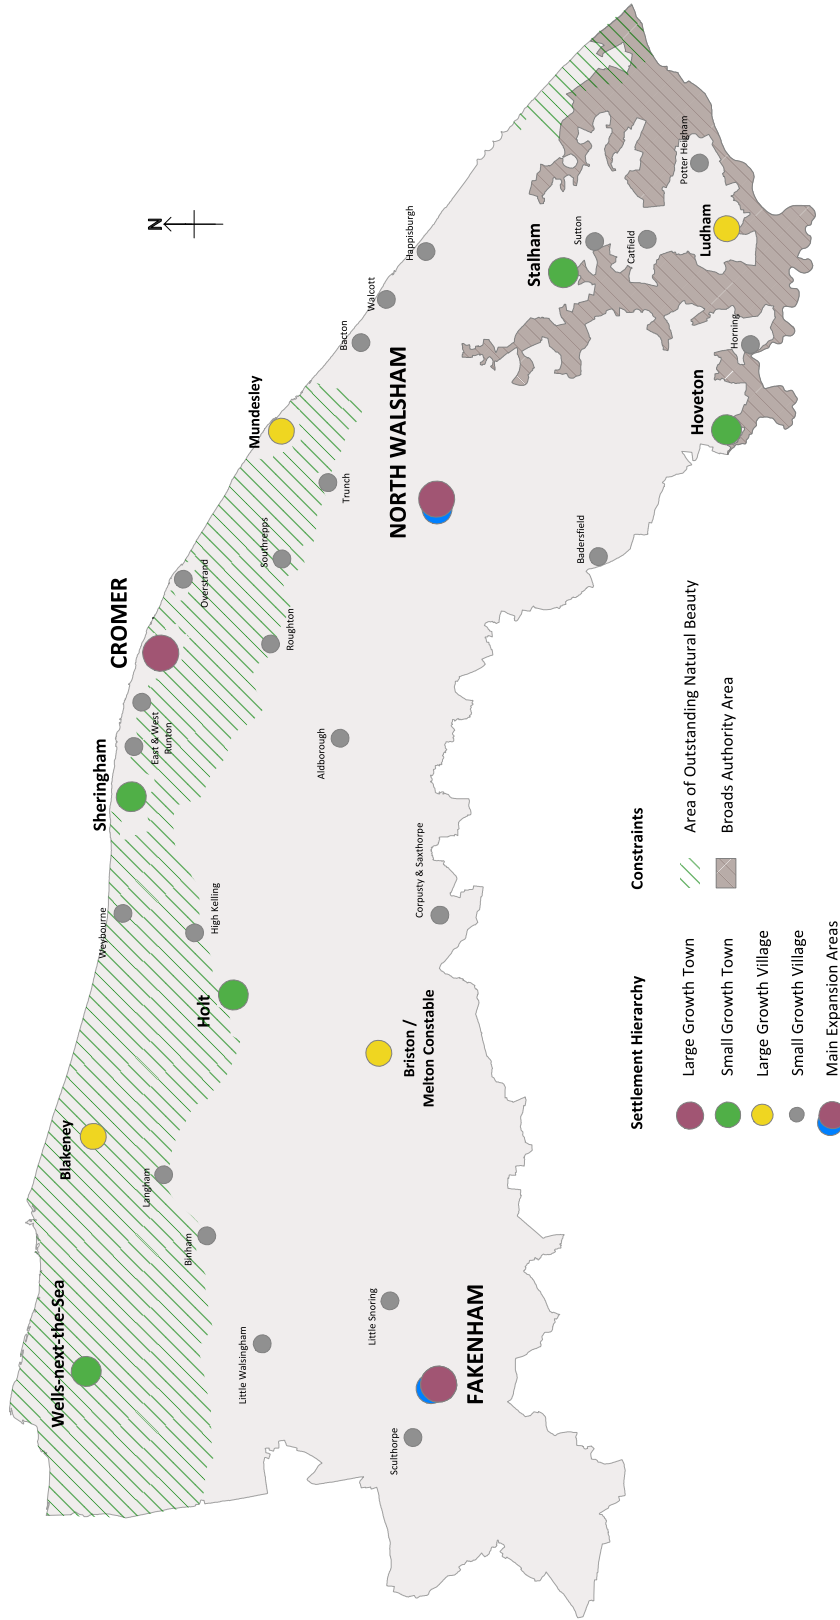 N
Wells-next-the-Sea
Blakeney
Weybourne
Sheringham
East & West
Runton
CROMER
Overstrand
Mundesley
Bacton
Walcott
Happisburgh
Langham
Binham
Holt
High Kelling
Roughton
Southrepps
Trunch
Little Walsingham
Aldborough
NORTH WALSHAM
Little Snoring
Briston /
Melton Constable
Corpusty & Saxthorpe
Sculthorpe
FAKENHAM
Badersfield
Stalham
Sutton
Catfield
Potter Heigham
Ludham
Hoveton
Horning
Settlement Hierarchy
Large Growth Town
Small Growth Town
Large Growth Village
Small Growth Village
Main Expansion Areas
Constraints
Area of Outstanding Natural Beauty
Broads Authority Area